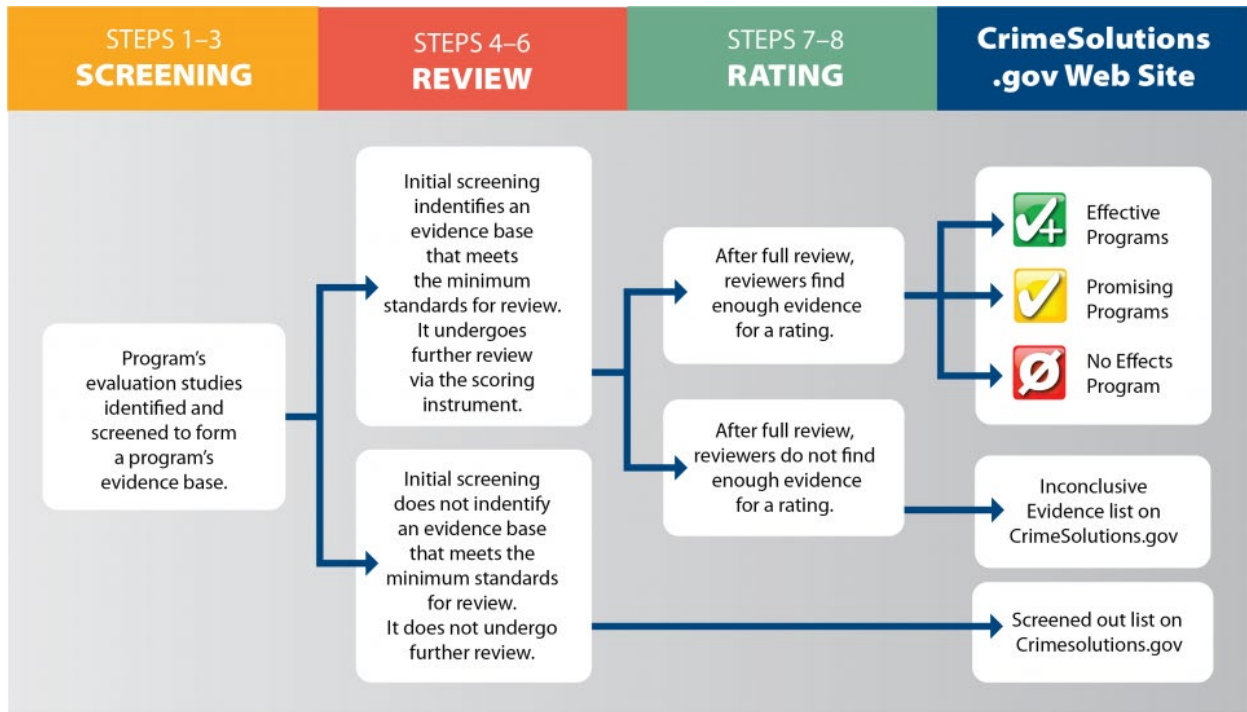 STEPS 1–3
SCREENING
STEPS 4–6
REVIEW
STEPS 7–8
RATING
CrimeSolutions
.gov Web Site
Program’s
evaluation studies
identified and
screened to form
a program’s
evidence base.
Initial screening
indentifies an
evidence base
that meets
the minimum
standards for review.
It undergoes
further review
via the scoring
instrument.
Initial screening
does not indentify
an evidence base
that meets the
minimum standards
for review.
It does not undergo
further review.
After full review,
reviewers find
enough evidence
for a rating.
After full review,
reviewers do not find
enough evidence
for a rating.
Effective
Programs
Promising
Programs
No Effects
Program
Inconclusive
Evidence list on
CrimeSolutions.gov
Screened out list on
Crimesolutions.gov